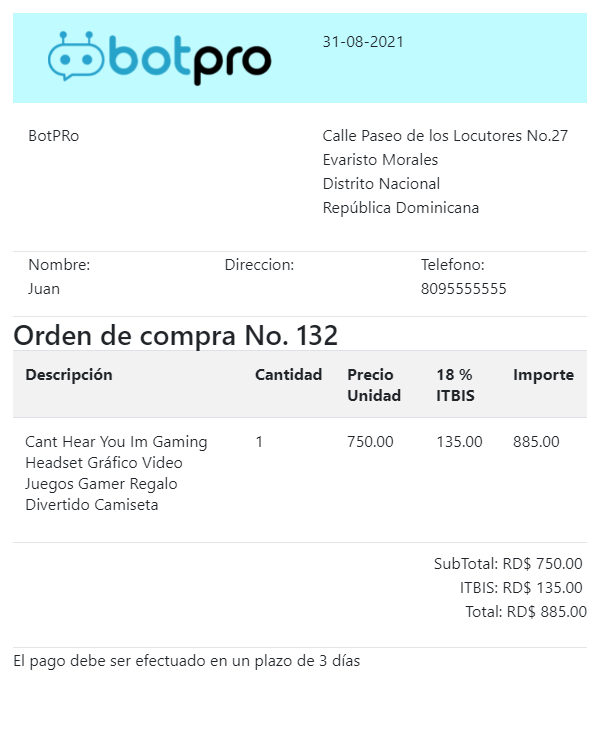 botpro
31-08-2021
BotPRo
Calle Paseo de los Locutores No.27
Evaristo Morales
Distrito Nacional
República Dominicana
Nombre:
Juan
Direccion:
Telefono:
8095555555
Orden de compra No. 132
Descripción Cantidad Precio Unidad 18 % ITBIS Importe
Cant Hear You Im Gaming 1 750.00 135.00 885.00
Headset Gráfico Video
Juegos Gamer Regalo
Divertido Camiseta
SubTotal: RD$ 750.00
ITBIS: RD$ 135.00
Total: RD$ 885.00
El pago debe ser efectuado en un plazo de 3 días